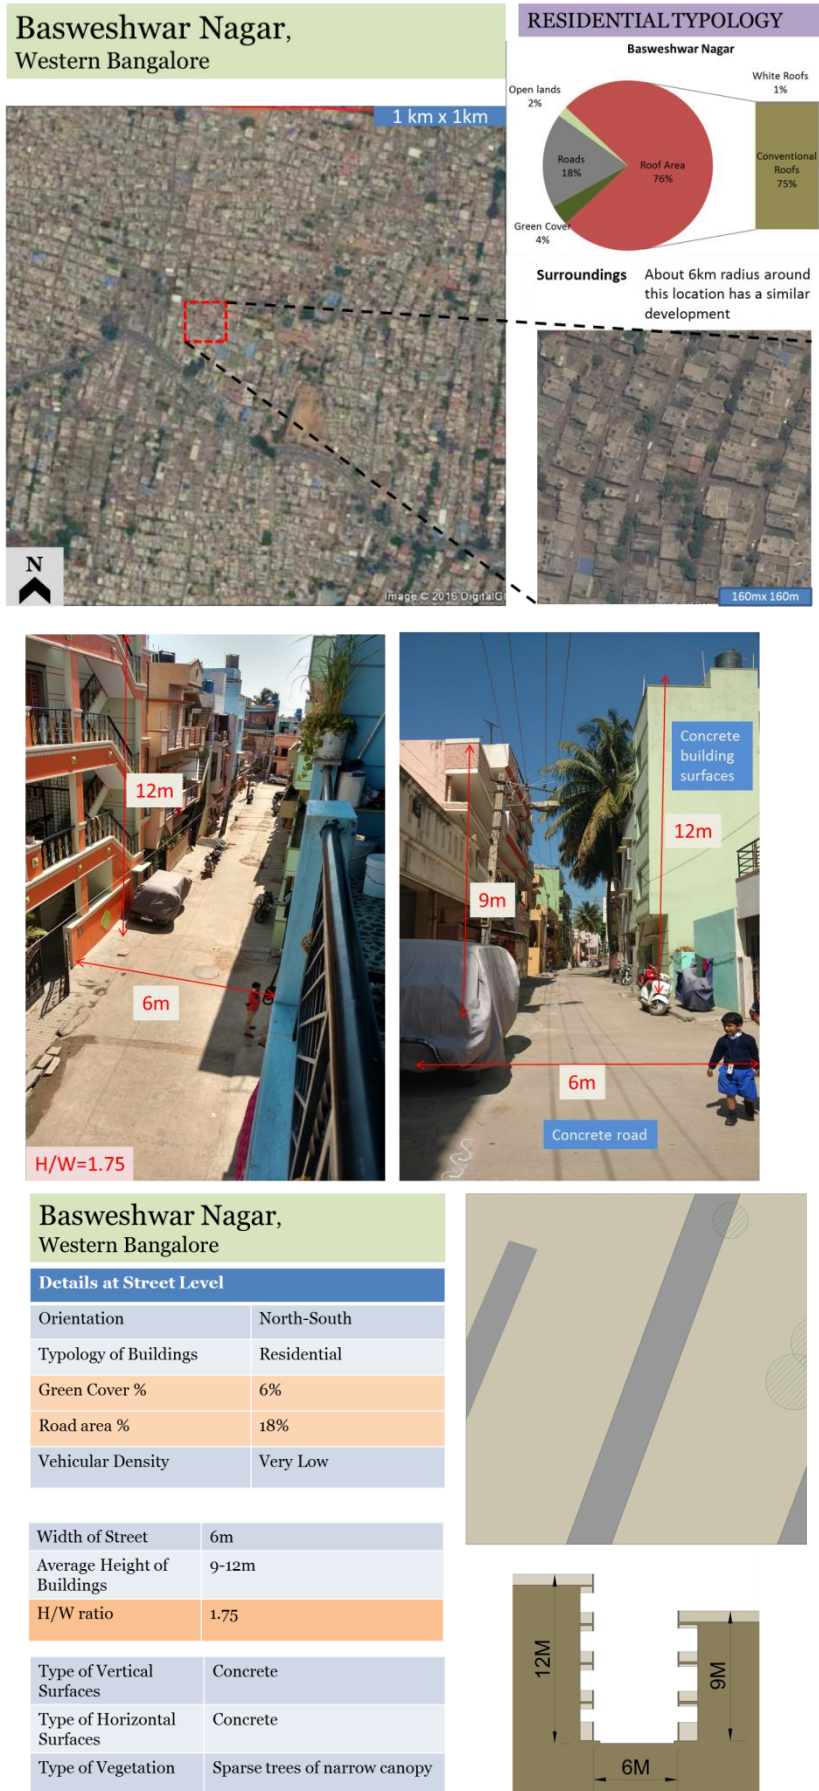 Basweshwar Nagar,
Western Bangalore
RESIDENTIAL TYPOLOGY
Basweshwar Nagar
Open lands
2%
Roads
18%
Green Cover
4%
Roof Area
76%
White Roofs
1%
Conventional
Roofs
75%
1 km x 1km
N
Image © 2016 DigitalGl
Surroundings
About 6km radius around
this location has a similar
development
160mx 160m
12m
6m
H/W=1.75
Concrete
building
surfaces
12m
9m
6m
Concrete road
Basweshwar Nagar,
Western Bangalore
Details at Street Level
Orientation North-South
Typology of Buildings Residential
Green Cover % 6%
Road area % 18%
Vehicular Density Very Low
Width of Street 6m
Average Height of 9-12m
Buildings
H/W ratio 1.75
Type of Vertical Concrete
Surfaces
Type of Horizontal Concrete
Surfaces
Type of Vegetation Sparse trees of narrow canopy
12M
9M
6M